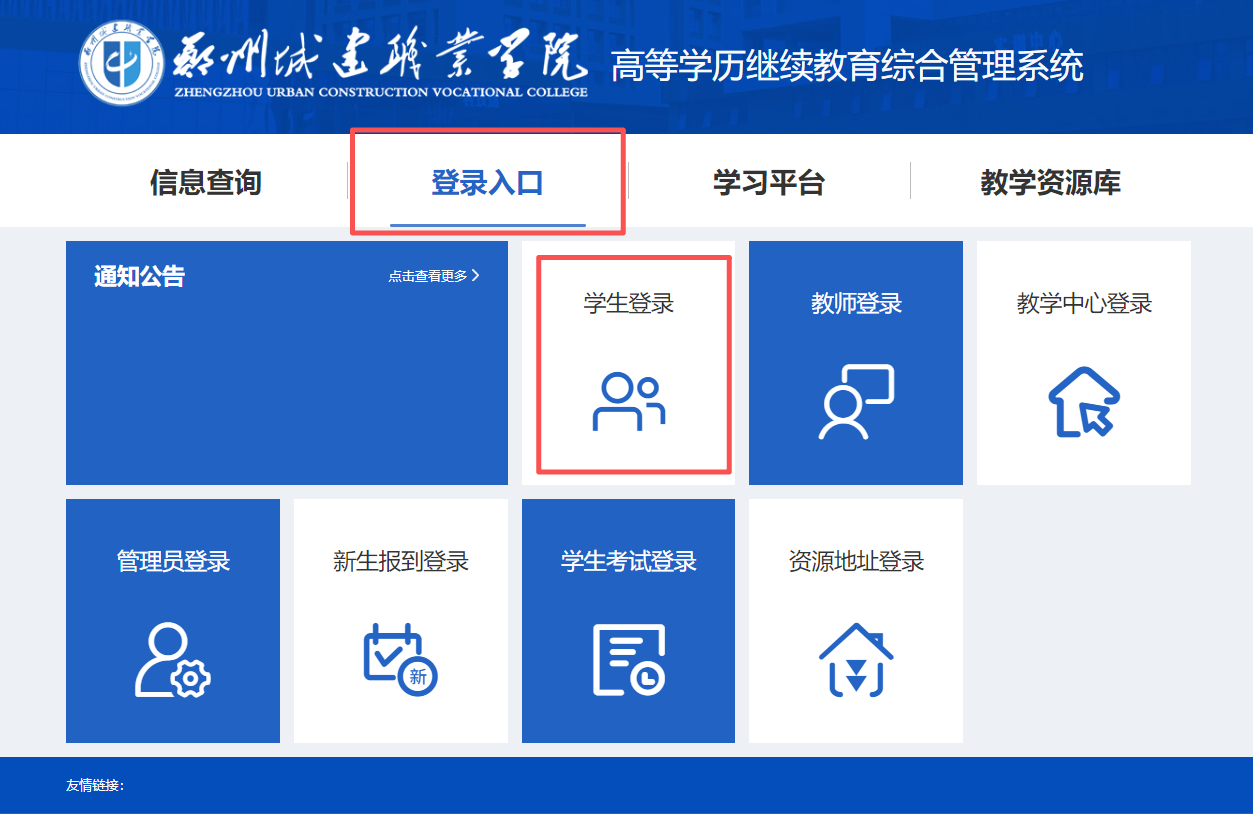 郑州城建職業学院
ZHENGZHOU URBAN CONSTRUCTION VOCATIONAL COLLEGE
高等学历继续教育综合管理系统
信息查询
登录入口
学习平台
教学资源库
通知公告
点击查看更多
学生登录
教师登录
教学中心登录
管理员登录
新生报到登录
新
学生考试登录
资源地址登录
友情链接：